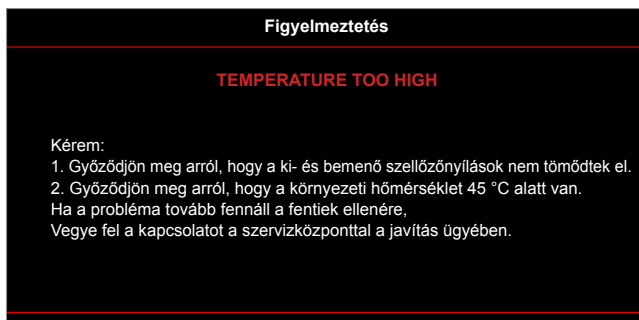 Figyelmeztetés
TEMPERATURE TOO HIGH
Kérem:
1. Győződjön meg arról, hogy a ki- és bemenő szellőzőnyílások nem tömődtek el.
2. Győződjön meg arról, hogy a környezeti hőmérséklet 45 °C alatt van.
Ha a probléma tovább fennáll a fentiek ellenére,
Vegye fel a kapcsolatot a szervizközponttal a javítás ügyében.